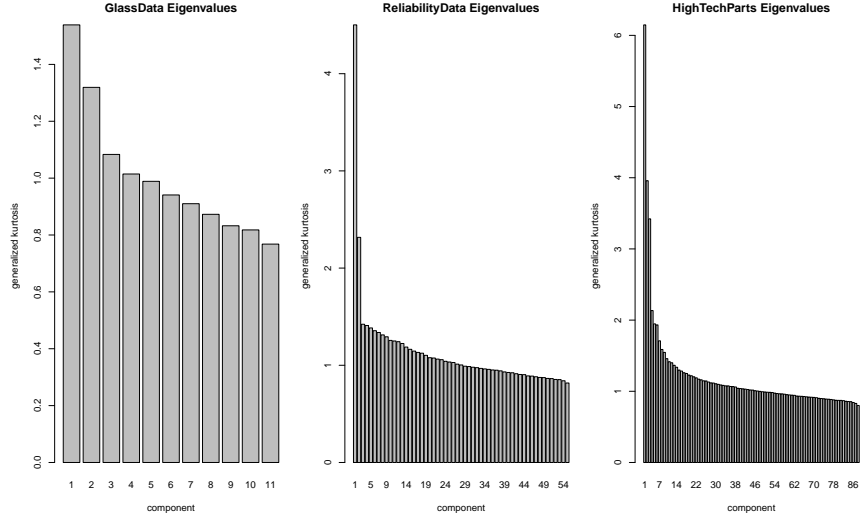 GlassData Eigenvalues
generalized kurtosis
0.0 0.2 0.4 0.6 0.8 1.0 1.2 1.4
1 2 3 4 5 6 7 8 9 10 11
component
ReliabilityData Eigenvalues
generalized kurtosis
0 1 2 3 4
1 5 9 14 19 24 29 34 39 44 49 54
component
HighTechParts Eigenvalues
generalized kurtosis
0 1 2 3 4 5 6
1 7 14 22 30 38 46 54 62 70 78 86
component